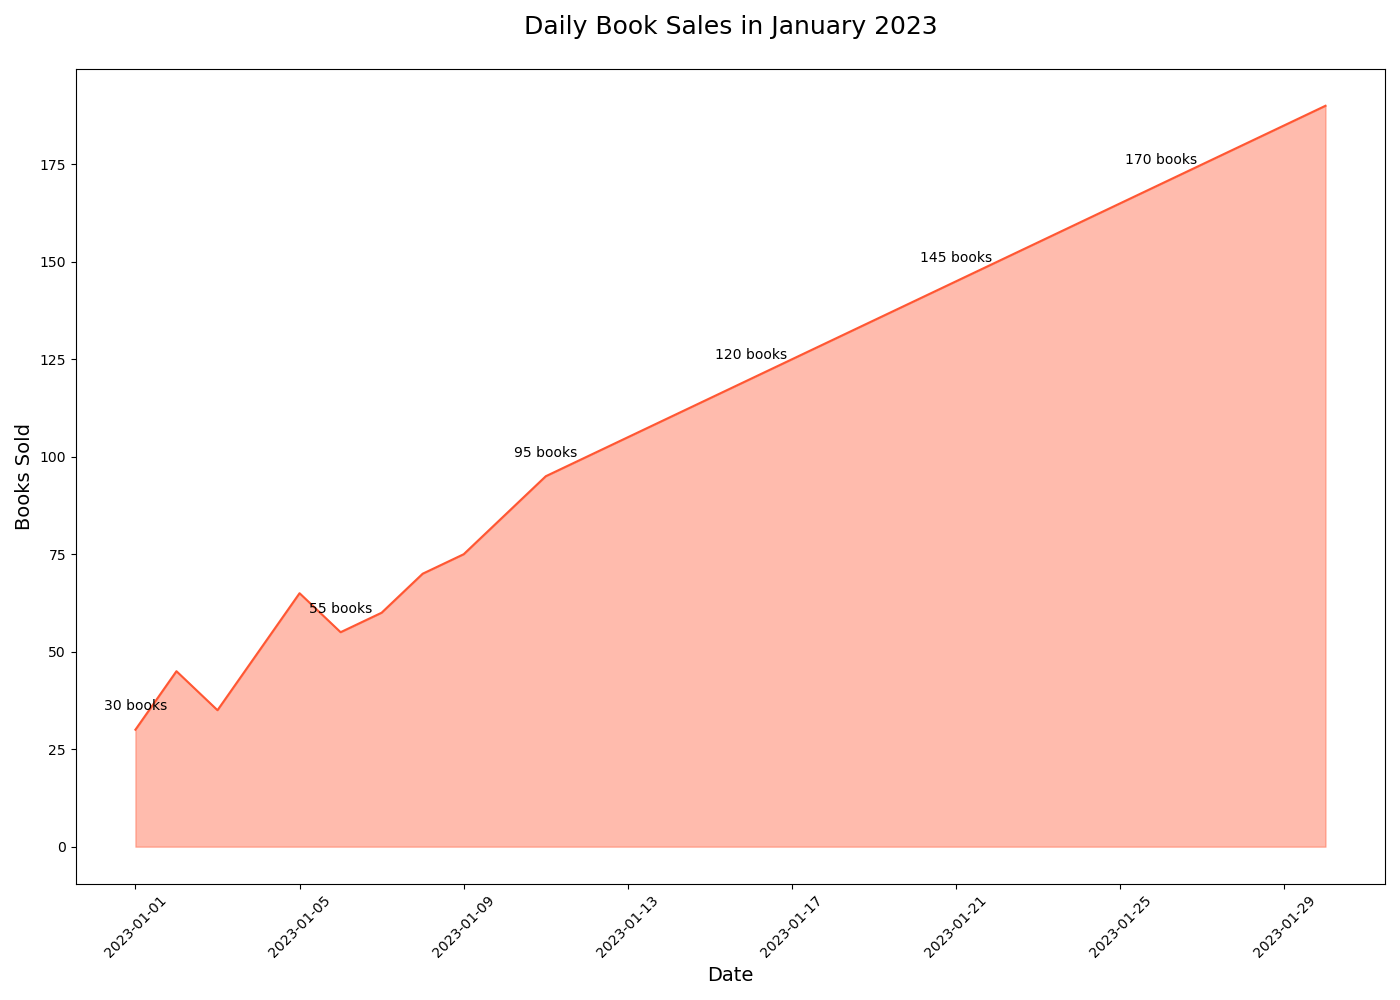 Daily Book Sales in January 2023
Books Sold
175
150
125
100
75
50
25
0
30 books
55 books
95 books
120 books
145 books
170 books
2023-01-01
2023-01-05
2023-01-09
2023-01-13
2023-01-17
2023-01-21
2023-01-25
2023-01-29
Date